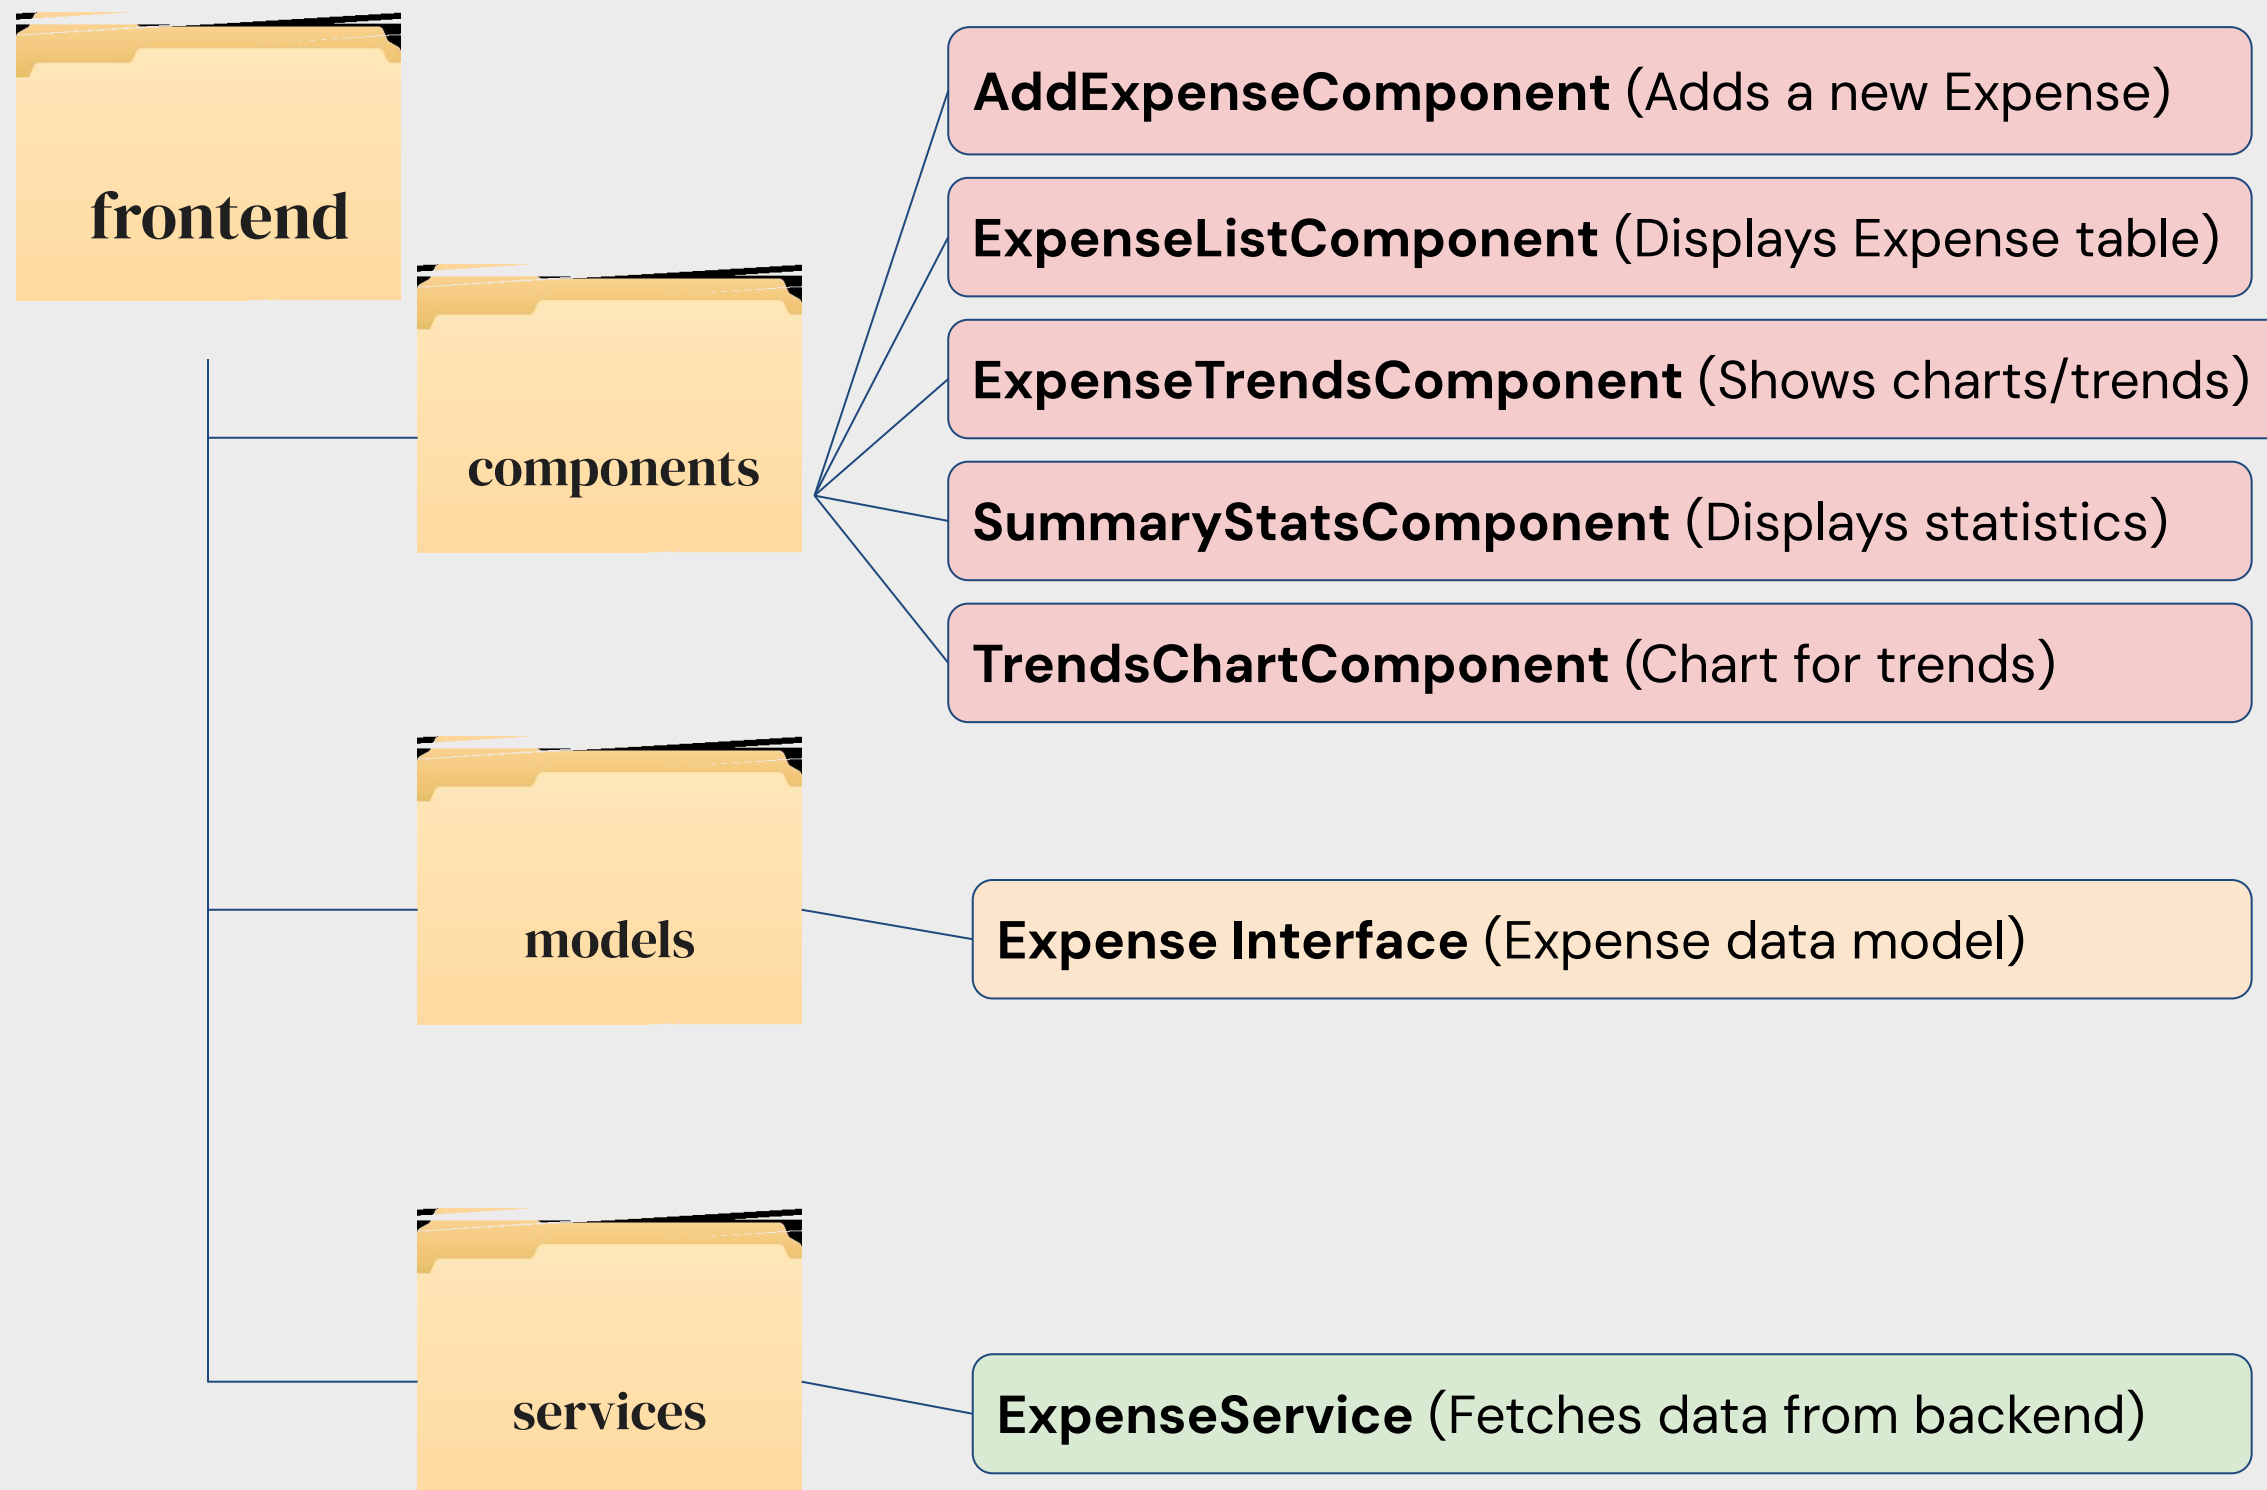 frontend
AddExpenseComponent (Adds a new Expense)
ExpenseListComponent (Displays Expense table)
ExpenseTrendsComponent (Shows charts/trends)
components
SummaryStatsComponent (Displays statistics)
TrendsChartComponent (Chart for trends)
models
Expense Interface (Expense data model)
services
ExpenseService (Fetches data from backend)